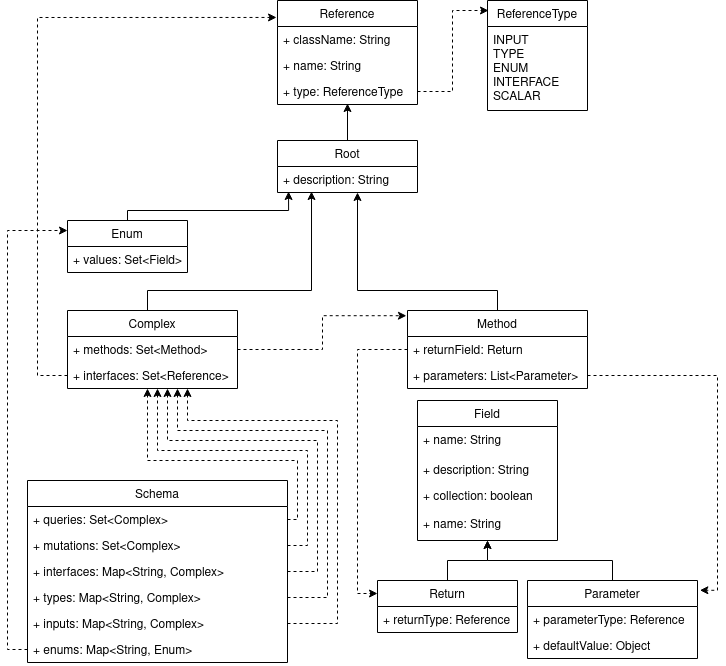 Reference
+ className: String
+ name: String
+ type: ReferenceType
ReferenceType
INPUT
TYPE
ENUM
INTERFACE
SCALAR
Root
+ description: String
Enum
+ values: Set<Field>
Complex
+ methods: Set<Method>
+ interfaces: Set<Reference>
Method
+ returnField: Return
+ parameters: List<Parameter>
Field
+ name: String
+ description: String
+ collection: boolean
+ name: String
Schema
+ queries: Set<Complex>
+ mutations: Set<Complex>
+ interfaces: Map<String, Complex>
+ types: Map<String, Complex>
+ inputs: Map<String, Complex>
+ enums: Map<String, Enum>
Return
+ returnType: Reference
Parameter
+ parameterType: Reference
+ defaultValue: Object